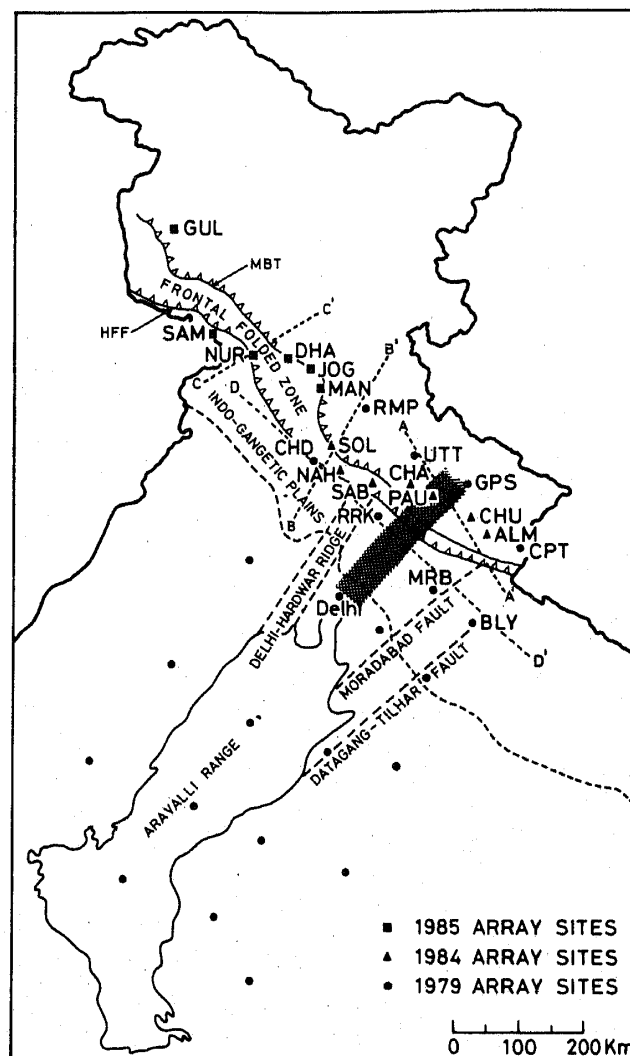 GUL
MBT
FRONTAL FOLDED ZONE
C'
HFF
SAM
NUR
DHA
JOG
B'
C
D
MAN
RMP
A
INDO-GANGETIC PLAINS
SOL
UTT
CHD
NAH
CHA
SAB
PAU
GPS
B
RRK
CHU
ALM
CPT
DELHI-HARDWAR RIDGE
MRB
A
Delhi
BLY
MORADABAD FAULT
D'
DATAGANG-TILHAR FAULT
ARAVALLI RANGE
1985 ARRAY SITES
1984 ARRAY SITES
1979 ARRAY SITES
0 100 200 Km